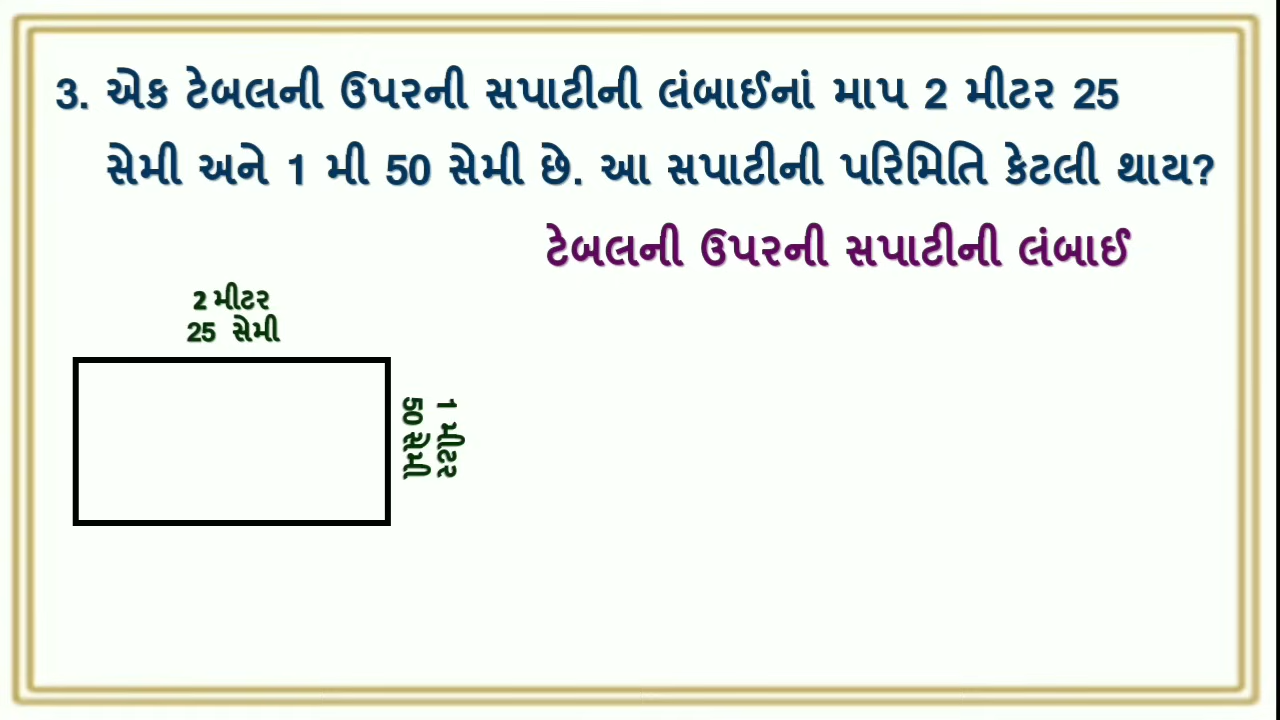 3. એક ટેબલની ઉપરની સપાટીની લંબાઈનાં માપ 2 મીટર 25
સેમી અને 1 મી 50 સેમી છે. આ સપાટીની પરિમિતિ કેટલી થાય?
ટેબલની ઉપરની સપાટીની લંબાઈ
2 મીટર
25 સેમી
1 મીટર
50 સેમી